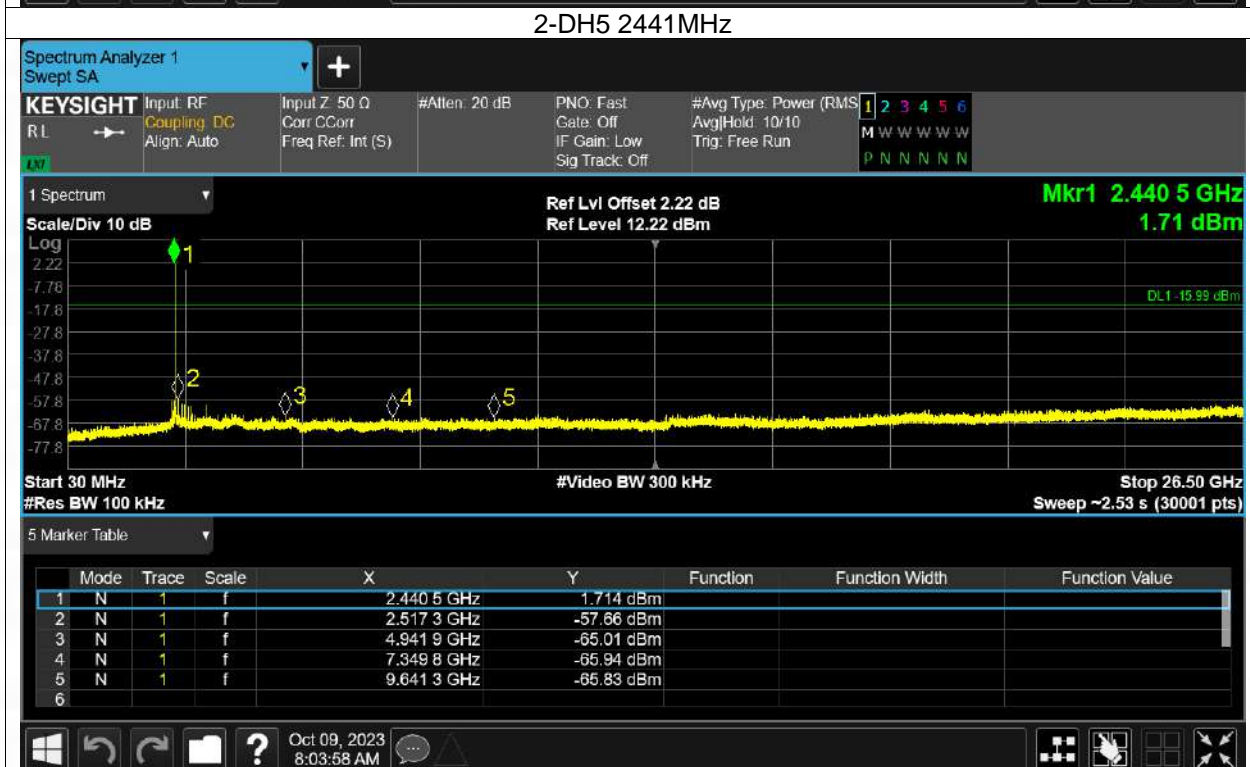 2-DH5 2441MHz
Spectrum Analyzer 1
Swept SA
+
KEYSIGHT Input: RF Input Z: 50 Ω #Atten: 20 dB PNO: Fast #Avg Type: Power (RMS 1 2 3 4 5 6
RL Coupling: DC Corr CCorr Gate: Off Avg|Hold: 10/10 M W W W W W
Align: Auto Freq Ref: Int (S) IF Gain: Low Trig: Free Run
LXI Sig Track: Off P N N N N N
1 Spectrum Ref Lvl Offset 2.22 dB Mkr1 2.440 5 GHz
Scale/Div 10 dB Ref Level 12.22 dBm 1.71 dBm
Log
1
2.22
-7.78
DL1 -15.99 dBm
-17.8
-27.8
-37.8
-47.8 2
-57.8 3 4 5
-67.8
-77.8
Start 30 MHz #Video BW 300 kHz Stop 26.50 GHz
#Res BW 100 kHz Sweep ~2.53 s (30001 pts)
5 Marker Table
Mode Trace Scale X Y Function Function Width Function Value
1 N 1 f 2.440 5 GHz 1.714 dBm
2 N 1 f 2.517 3 GHz -57.66 dBm
3 N 1 f 4.941 9 GHz -65.01 dBm
4 N 1 f 7.349 8 GHz -65.94 dBm
5 N 1 f 9.641 3 GHz -65.83 dBm
6
? Oct 09, 2023
8:03:58 AM